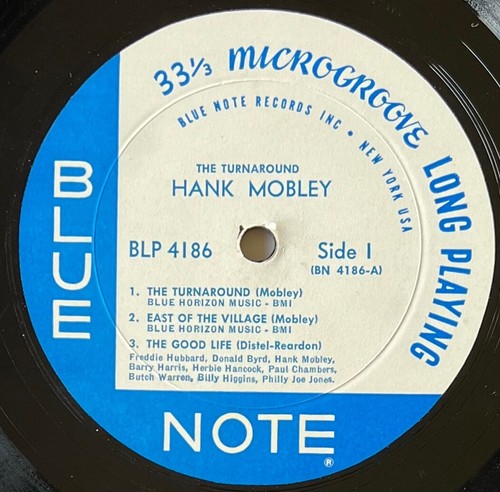 33⅓ MICROGROOVE LONG PLAYING
BLUE NOTE RECORDS INC • NEW YORK USA
THE TURNAROUND
HANK MOBLEY
BLP 4186
Side 1
(BN 4186-A)
1. THE TURNAROUND (Mobley)
BLUE HORIZON MUSIC - BMI
2. EAST OF THE VILLAGE (Mobley)
BLUE HORIZON MUSIC - BMI
3. THE GOOD LIFE (Distel-Reardon)
Freddie Hubbard, Donald Byrd, Hank Mobley,
Barry Harris, Herbie Hancock, Paul Chambers,
Butch Warren, Billy Higgins, Philly Joe Jones.
BLUE
NOTE®